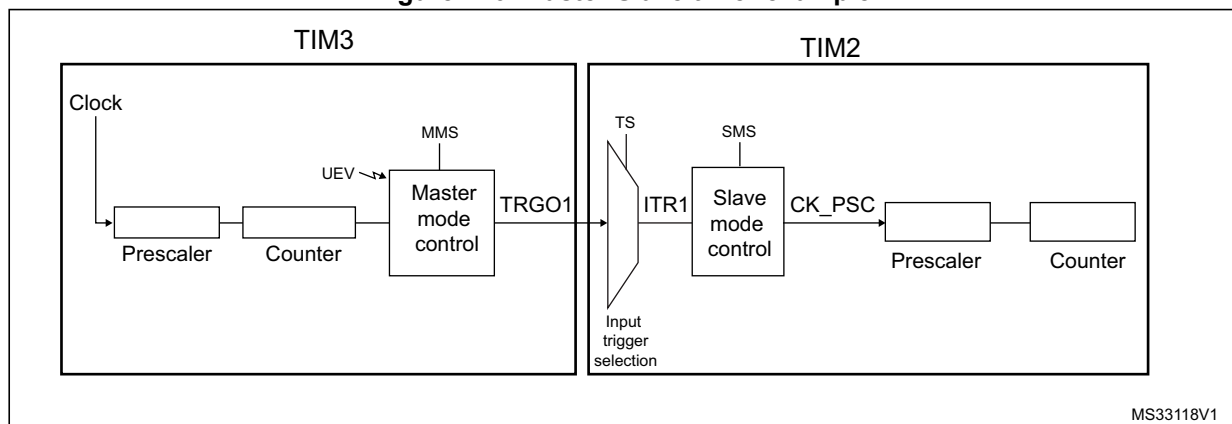 TIM3
TIM2
Clock
MMS
TS
SMS
UEV
Master
mode
control
TRGO1
ITR1
Slave
mode
control
CK_PSC
Prescaler
Counter
Prescaler
Counter
Input
trigger
selection
MS33118V1